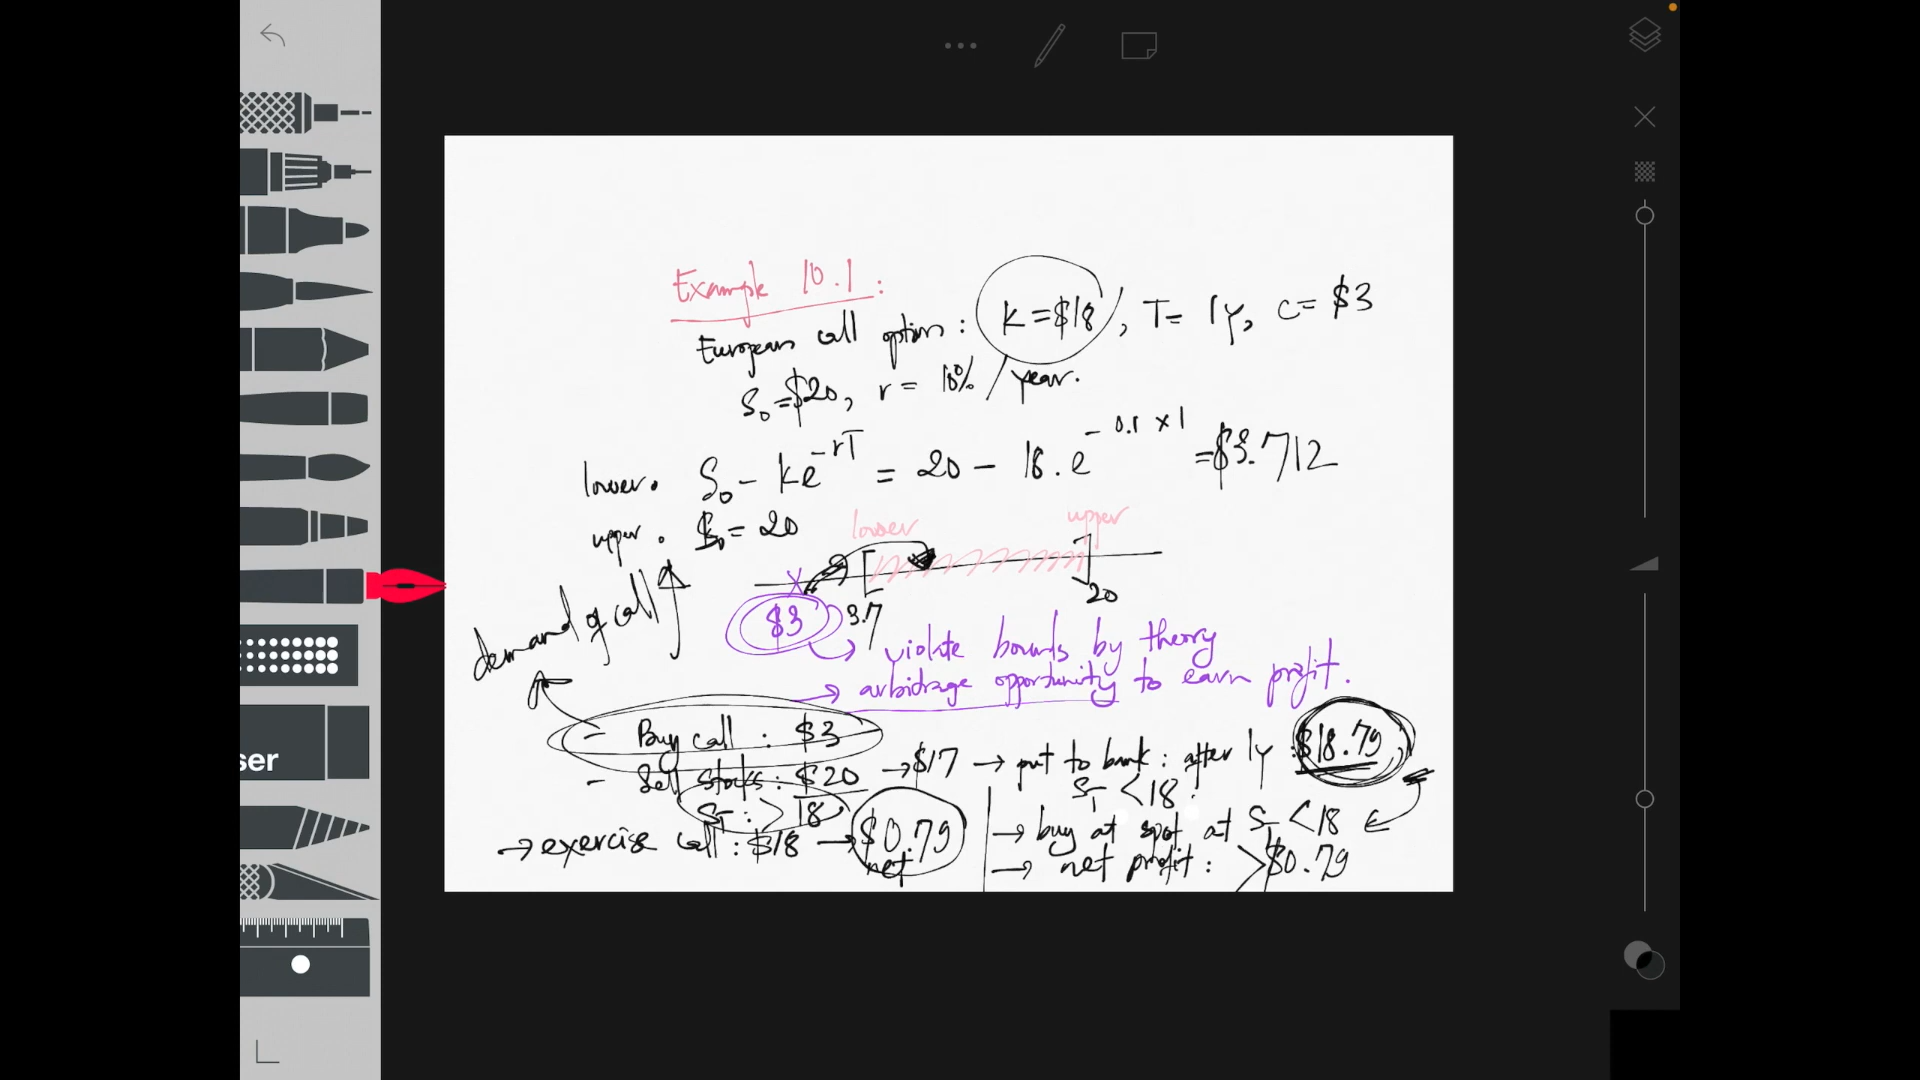 Example 10.1 :
European call option : K = $18, T = 1y, c = $3
S₀ = $20, r = 10% / year.
lower. S₀ - ke^-rT = 20 - 18.e^-0.1 x 1 = $3.712
upper. S₀ = 20
lower upper
X
$3 3.7 20
demand of call
violate bounds by theory
→ arbitrage opportunity to earn profit.
- Buy call : $3
- Sell stocks : $20 → $17 → put to bank : after 1y : $18.79
S_T : > 18
→ exercise call : $18 → $0.79
net
S_T < 18 :
→ buy at spot at S_T < 18 ←
→ net profit : > $0.79
ser